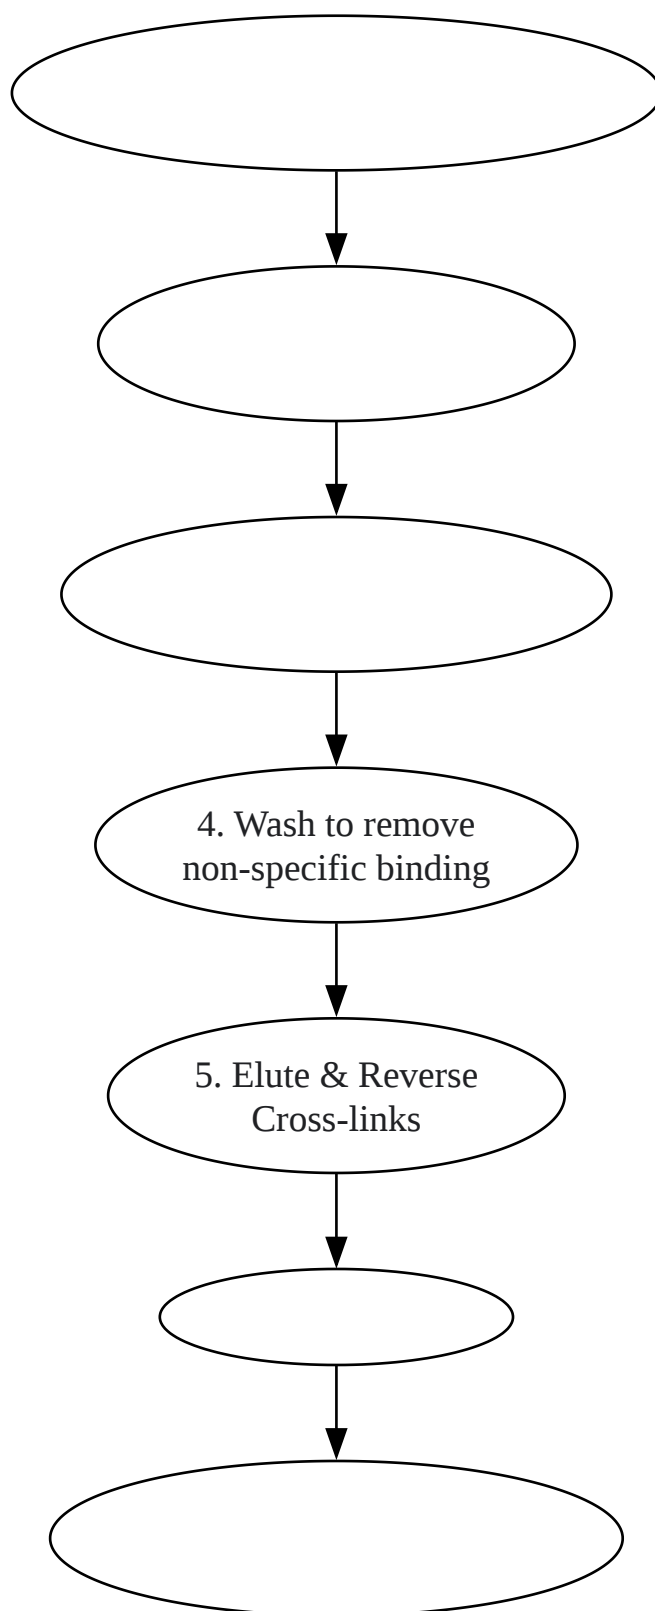 4. Wash to remove
non-specific binding
5. Elute & Reverse
Cross-links